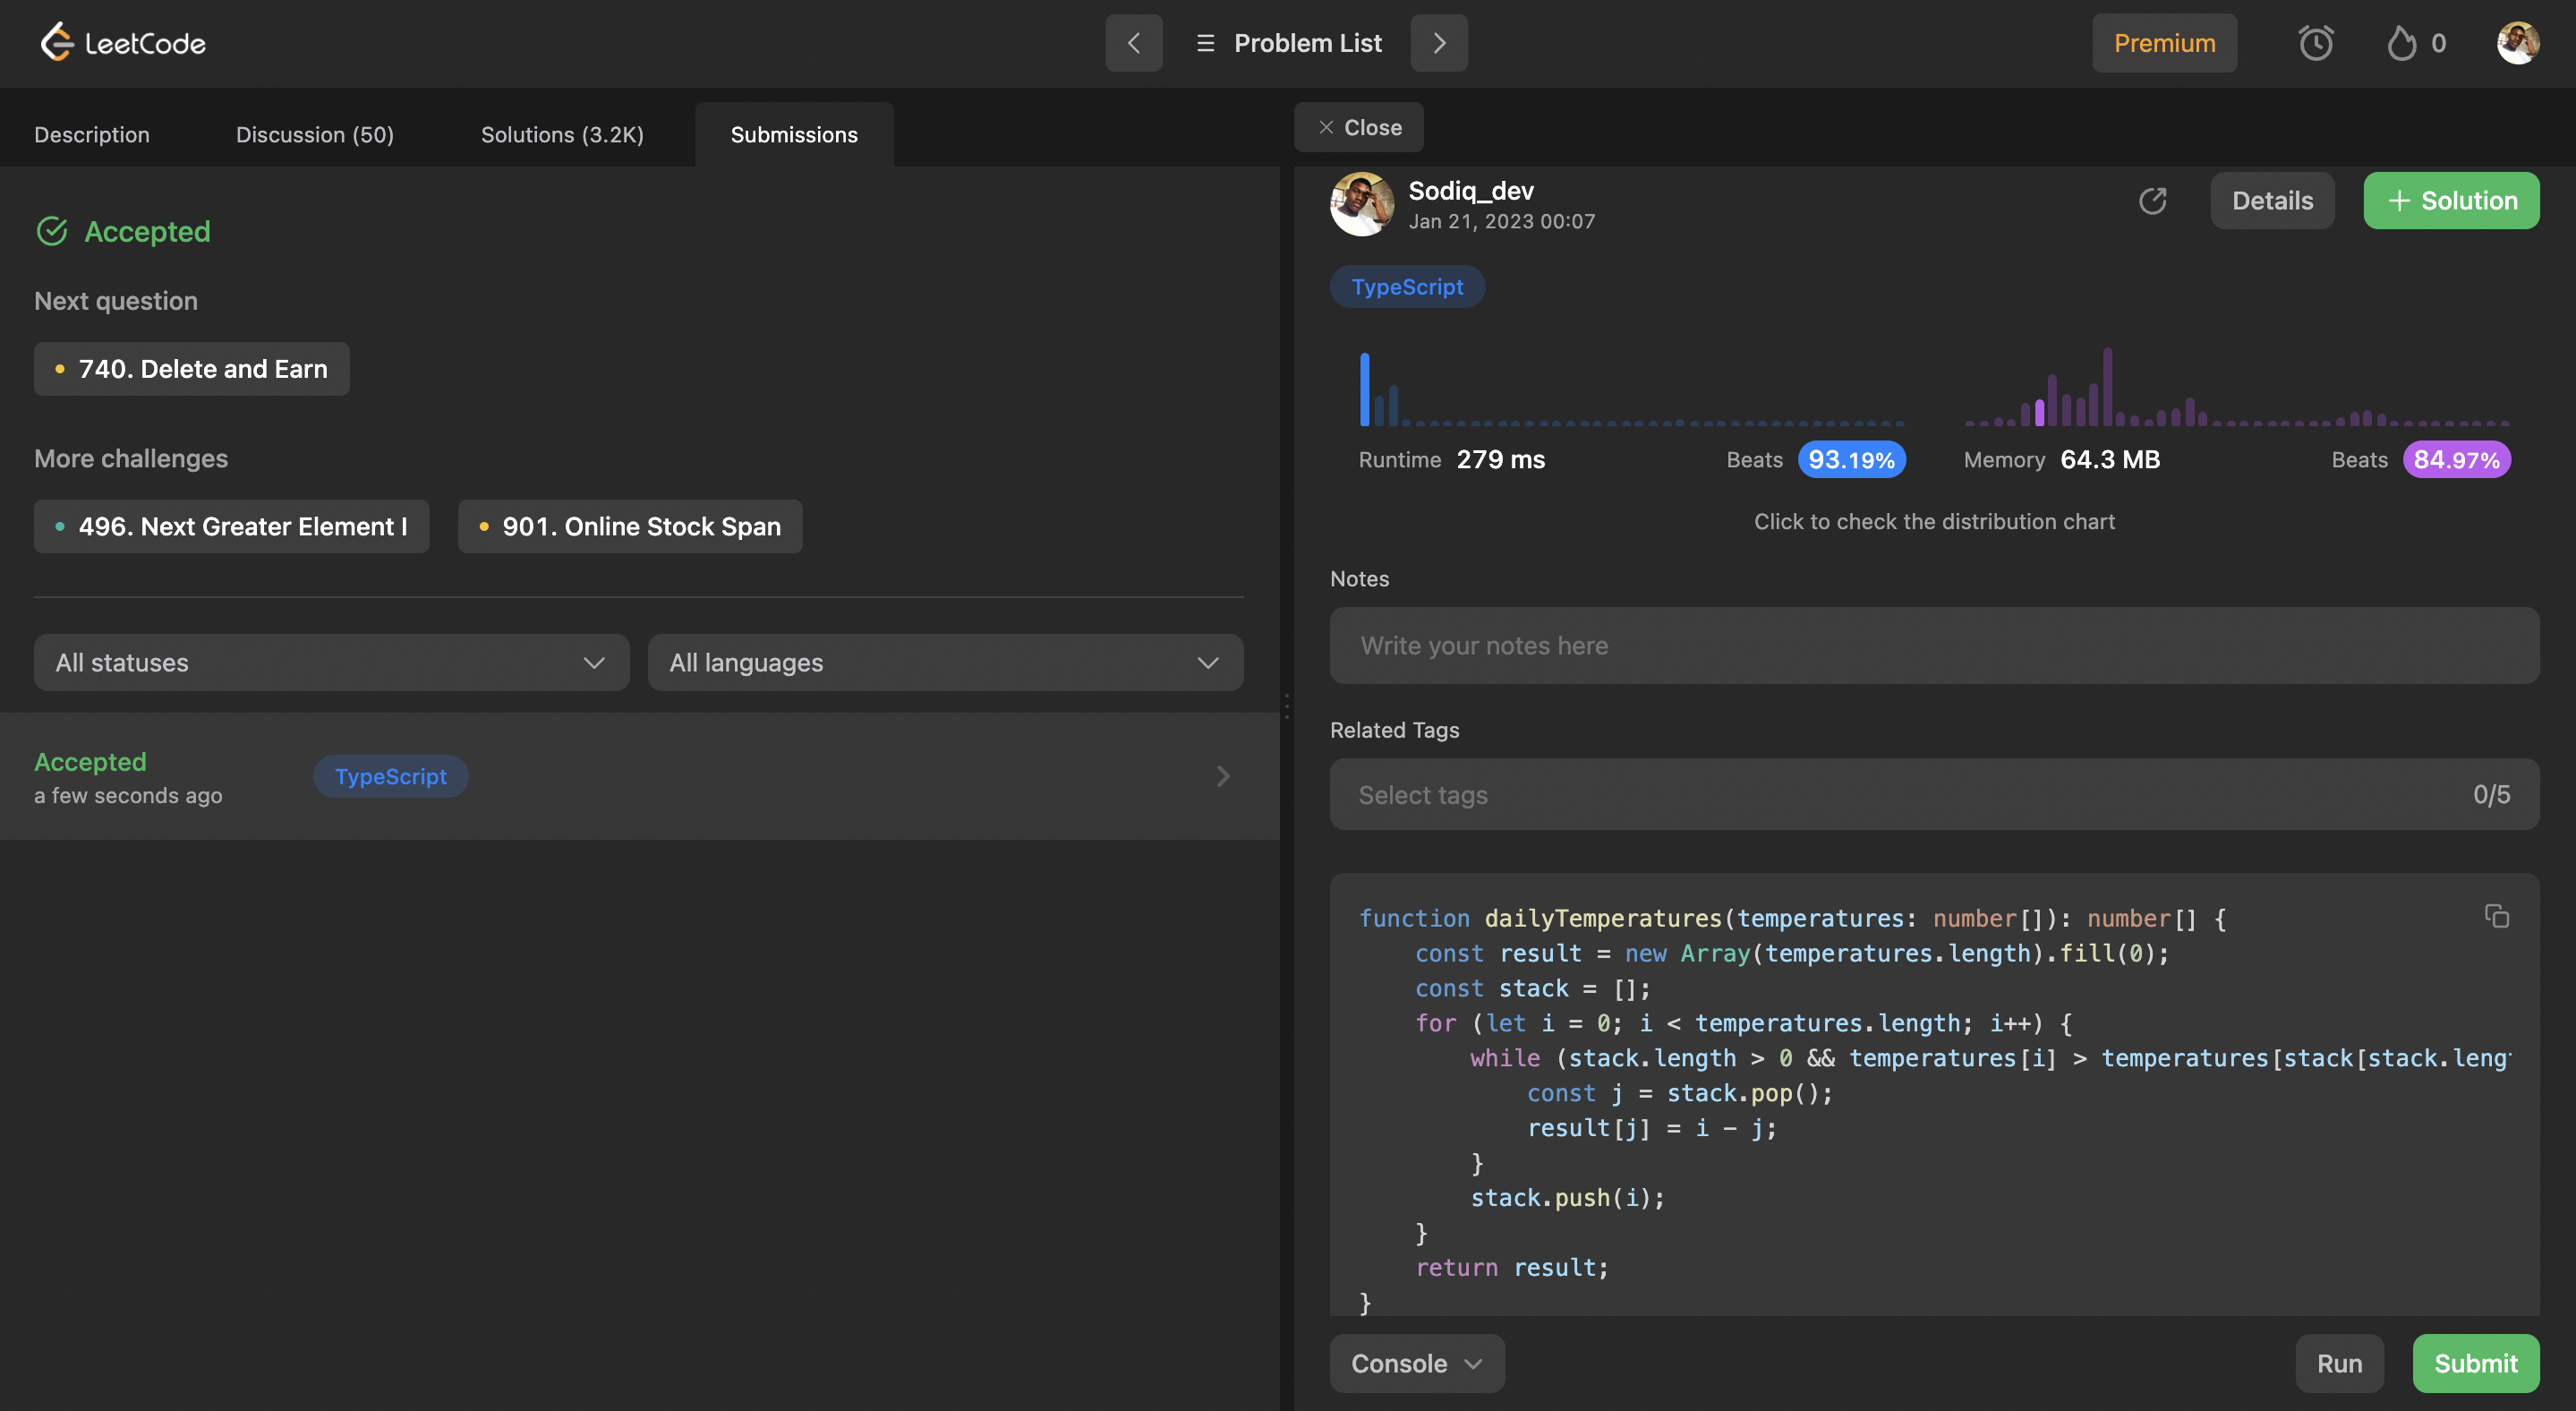 LeetCode
Problem List
Premium
0
Description
Discussion (50)
Solutions (3.2K)
Submissions
Close
Accepted
Next question
740. Delete and Earn
More challenges
496. Next Greater Element I
901. Online Stock Span
All statuses
All languages
Accepted
a few seconds ago
TypeScript
Sodiq_dev
Jan 21, 2023 00:07
Details
+ Solution
TypeScript
Runtime 279 ms
Beats 93.19%
Memory 64.3 MB
Beats 84.97%
Click to check the distribution chart
Notes
Write your notes here
Related Tags
Select tags
0/5
function dailyTemperatures(temperatures: number[]): number[] {
    const result = new Array(temperatures.length).fill(0);
    const stack = [];
    for (let i = 0; i < temperatures.length; i++) {
        while (stack.length > 0 && temperatures[i] > temperatures[stack[stack.leng
            const j = stack.pop();
            result[j] = i - j;
        }
        stack.push(i);
    }
    return result;
}
Console
Run
Submit